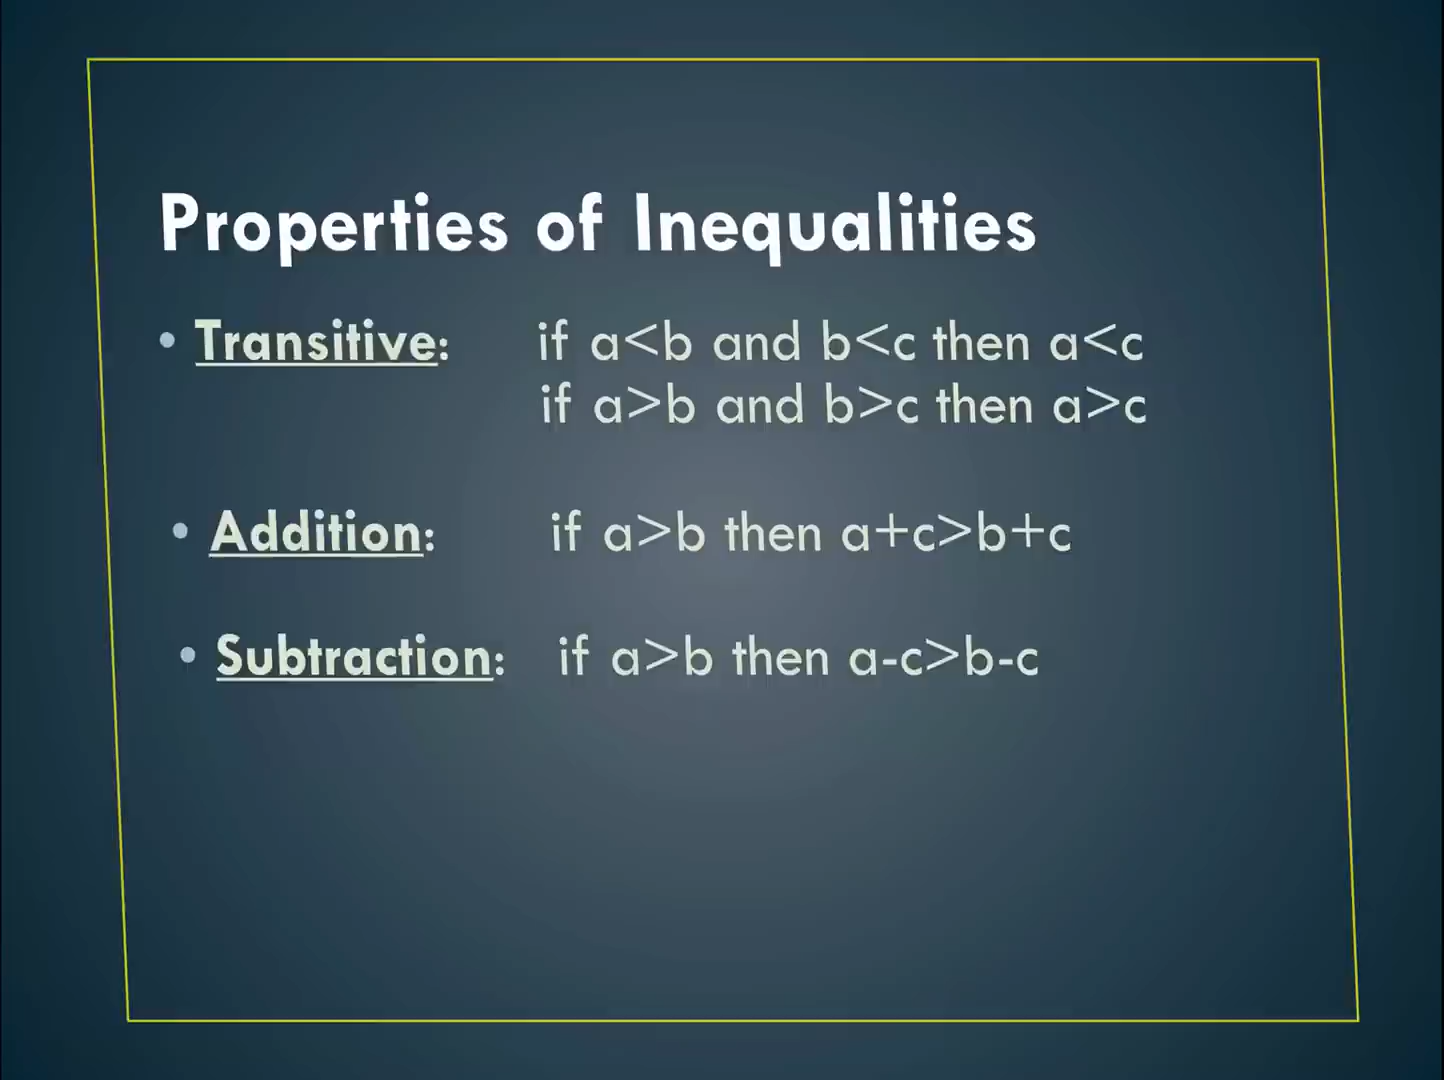 Properties of Inequalities
• Transitive: if a<b and b<c then a<c
if a>b and b>c then a>c
• Addition: if a>b then a+c>b+c
• Subtraction: if a>b then a-c>b-c